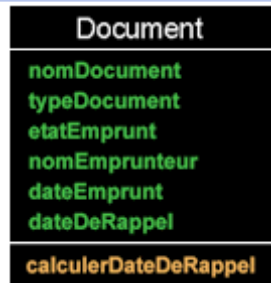 Document
nomDocument
typeDocument
etatEmprunt
nomEmprunteur
dateEmprunt
dateDeRappel
calculerDateDeRappel